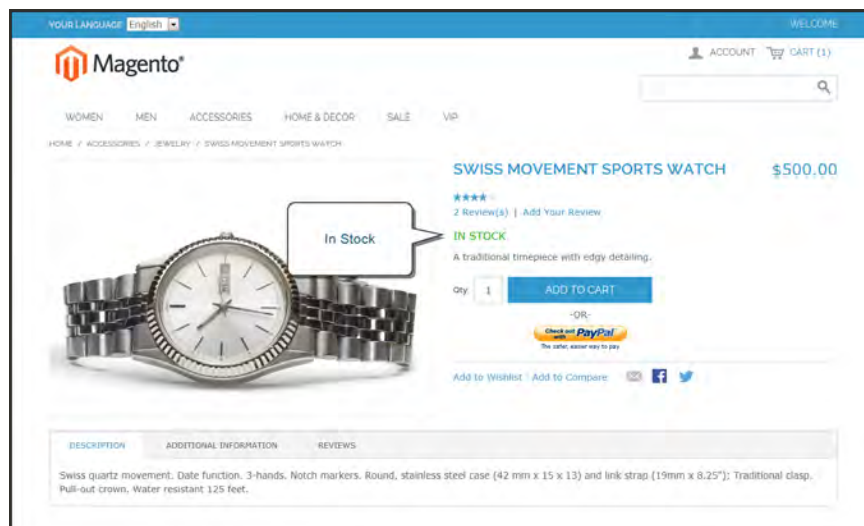 YOUR LANGUAGE English WELCOME
Magento®
ACCOUNT CART (1)
WOMEN MEN ACCESSORIES HOME & DECOR SALE VIP
HOME / ACCESSORIES / JEWELRY / SWISS MOVEMENT SPORTS WATCH
SWISS MOVEMENT SPORTS WATCH $500.00
2 Review(s) | Add Your Review
In Stock
IN STOCK
A traditional timepiece with edgy detailing.
Qty: 1 ADD TO CART
-OR-
Check out with PayPal
The safer, easier way to pay
Add to Wishlist Add to Compare
DESCRIPTION ADDITIONAL INFORMATION REVIEWS
Swiss quartz movement. Date function. 3-hands. Notch markers. Round, stainless steel case (42 mm x 15 x 13) and link strap (19mm x 8.25"); Traditional clasp.
Pull-out crown. Water resistant 125 feet.